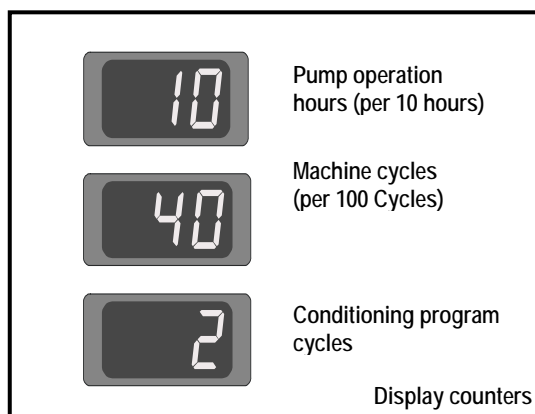 10
Pump operation
hours (per 10 hours)
40
Machine cycles
(per 100 Cycles)
2
Conditioning program
cycles
Display counters